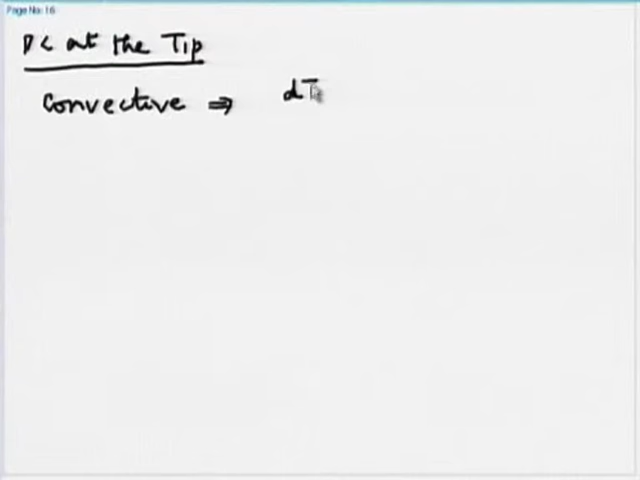 Page No: 16
BC at the Tip
Convective ⇒ dT